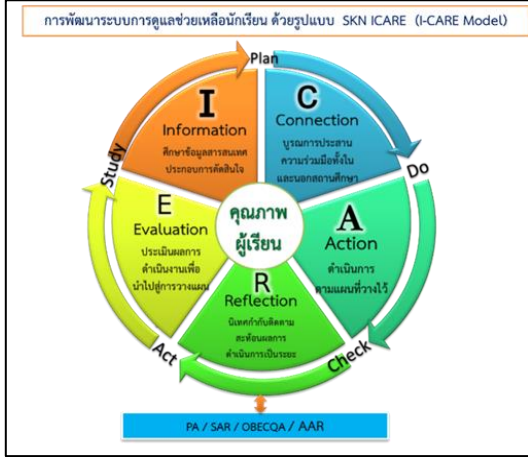 การพัฒนาระบบการดูแลช่วยเหลือนักเรียน ด้วยรูปแบบ SKN ICARE (I-CARE Model)
Plan
I
Information
ศึกษาข้อมูลสารสนเทศ
ประกอบการตัดสินใจ
C
Connection
บูรณาการประสาน
ความร่วมมือทั้งใน
และนอกสถานศึกษา
Do
A
Action
ดำเนินการ
ตามแผนที่วางไว้
Check
R
Reflection
นิเทศกำกับติดตาม
สะท้อนผลการ
ดำเนินการเป็นระยะ
Act
E
Evaluation
ประเมินผลการ
ดำเนินงานเพื่อ
นำไปสู่การวางแผน
Study
คุณภาพ
ผู้เรียน
PA / SAR / OBECQA / AAR